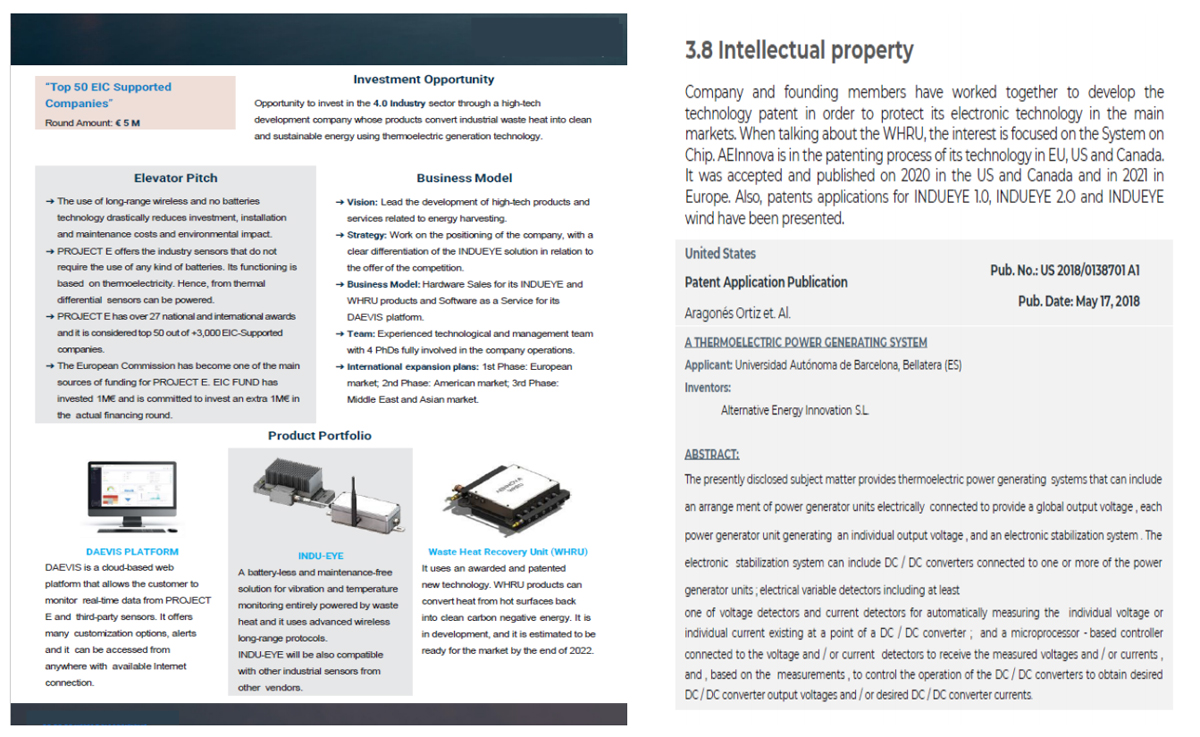 "Top 50 EIC Supported
Companies"
Round Amount: € 5 M
Investment Opportunity
Opportunity to invest in the 4.0 Industry sector through a high-tech
development company whose products convert industrial waste heat into clean
and sustainable energy using thermoelectric generation technology.
Elevator Pitch
→ The use of long-range wireless and no batteries
technology drastically reduces investment, installation
and maintenance costs and environmental impact.
→ PROJECT E offers the industry sensors that do not
require the use of any kind of batteries. Its functioning is
based on thermoelectricity. Hence, from thermal
differential sensors can be powered.
→ PROJECT E has over 27 national and international awards
and it is considered top 50 out of +3,000 EIC-Supported
companies.
→ The European Commission has become one of the main
sources of funding for PROJECT E. EIC FUND has
invested 1M€ and is committed to invest an extra 1M€ in
the actual financing round.
Business Model
→ Vision: Lead the development of high-tech products and
services related to energy harvesting.
→ Strategy: Work on the positioning of the company, with a
clear differentiation of the INDUEYE solution in relation to
the offer of the competition.
→ Business Model: Hardware Sales for its INDUEYE and
WHRU products and Software as a Service for its
DAEVIS platform.
→ Team: Experienced technological and management team
with 4 PhDs fully involved in the company operations.
→ International expansion plans: 1st Phase: European
market; 2nd Phase: American market; 3rd Phase:
Middle East and Asian market.
Product Portfolio
DAEVIS PLATFORM
DAEVIS is a cloud-based web
platform that allows the customer to
monitor real-time data from PROJECT
E and third-party sensors. It offers
many customization options, alerts
and it can be accessed from
anywhere with available Internet
connection.
INDU-EYE
A battery-less and maintenance-free
solution for vibration and temperature
monitoring entirely powered by waste
heat and it uses advanced wireless
long-range protocols.
INDU-EYE will be also compatible
with other industrial sensors from
other vendors.
AEINNOVA
WHRU
Waste Heat Recovery Unit (WHRU)
It uses an awarded and patented
new technology. WHRU products can
convert heat from hot surfaces back
into clean carbon negative energy. It is
in development, and it is estimated to be
ready for the market by the end of 2022.
3.8 Intellectual property
Company and founding members have worked together to develop the
technology patent in order to protect its electronic technology in the main
markets. When talking about the WHRU, the interest is focused on the System on
Chip. AEInnova is in the patenting process of its technology in EU, US and Canada.
It was accepted and published on 2020 in the US and Canada and in 2021 in
Europe. Also, patents applications for INDUEYE 1.0, INDUEYE 2.O and INDUEYE
wind have been presented.
United States
Patent Application Publication
Aragonés Ortiz et. Al.
Pub. No.: US 2018/0138701 A1
Pub. Date: May 17, 2018
A THERMOELECTRIC POWER GENERATING SYSTEM
Applicant: Universidad Autónoma de Barcelona, Bellatera (ES)
Inventors:
Alternative Energy Innovation S.L.
ABSTRACT:
The presently disclosed subject matter provides thermoelectric power generating systems that can include
an arrange ment of power generator units electrically connected to provide a global output voltage , each
power generator unit generating an individual output voltage , and an electronic stabilization system . The
electronic stabilization system can include DC / DC converters connected to one or more of the power
generator units ; electrical variable detectors including at least
one of voltage detectors and current detectors for automatically measuring the individual voltage or
individual current existing at a point of a DC / DC converter ; and a microprocessor - based controller
connected to the voltage and / or current detectors to receive the measured voltages and / or currents ,
and , based on the measurements , to control the operation of the DC / DC converters to obtain desired
DC / DC converter output voltages and / or desired DC / DC converter currents.